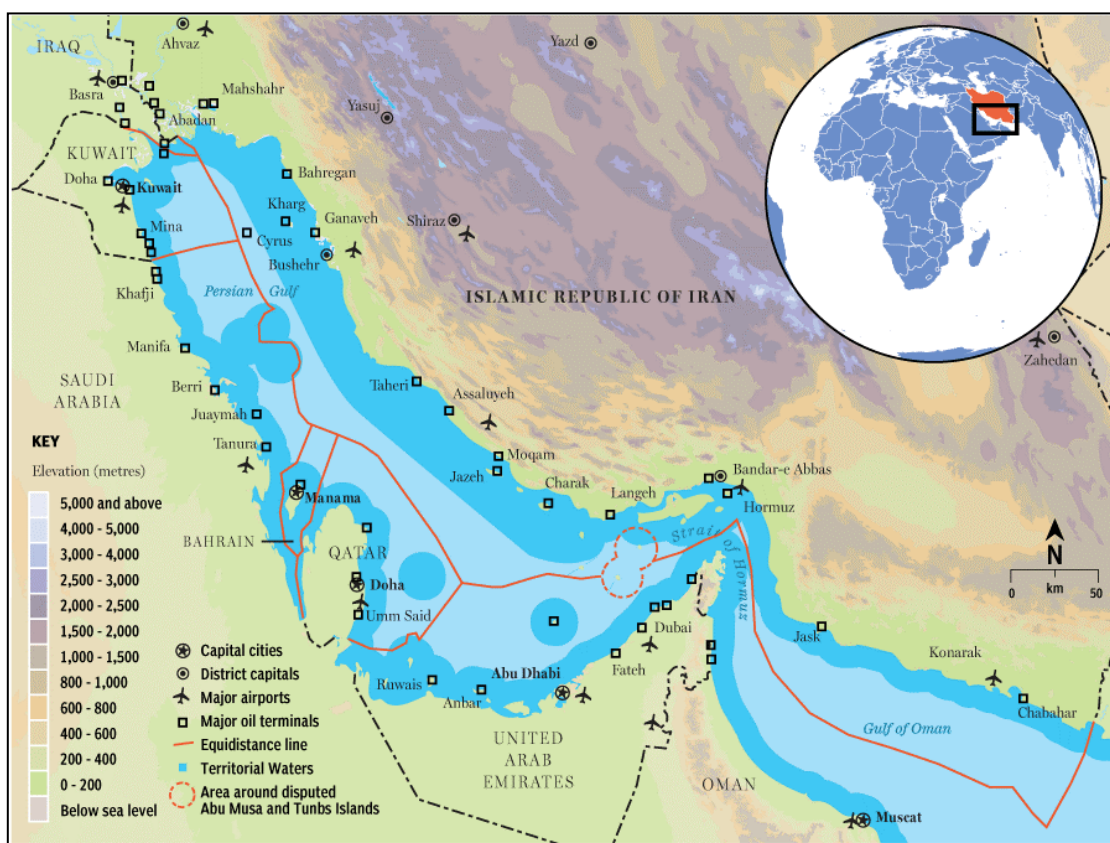 IRAQ
Ahvaz
Yazd
Basra
Mahshahr
Abadan
Yasuj
KUWAIT
Doha
Kuwait
Bahregan
Kharg
Ganaveh
Shiraz
Mina
Cyrus
Bushehr
Khafji
Persian Gulf
ISLAMIC REPUBLIC OF IRAN
Zahedan
Manifa
SAUDI
ARABIA
Berri
Taheri
Assaluyeh
Juaymah
Tanura
Moqam
Jazeh
Bandar-e Abbas
Charak
Langeh
Hormuz
Manama
Strait of Hormuz
BAHRAIN
QATAR
Doha
Umm Said
N
0
km
50
Dubai
Jask
Konarak
Fateh
Abu Dhabi
Ruwais
Anbar
Chabahar
Gulf of Oman
UNITED
ARAB
EMIRATES
OMAN
Muscat
KEY
Elevation (metres)
5,000 and above
4,000 - 5,000
3,000 - 4,000
2,500 - 3,000
2,000 - 2,500
1,500 - 2,000
1,000 - 1,500
800 - 1,000
600 - 800
400 - 600
200 - 400
0 - 200
Below sea level
Capital cities
District capitals
Major airports
Major oil terminals
Equidistance line
Territorial Waters
Area around disputed
Abu Musa and Tunbs Islands